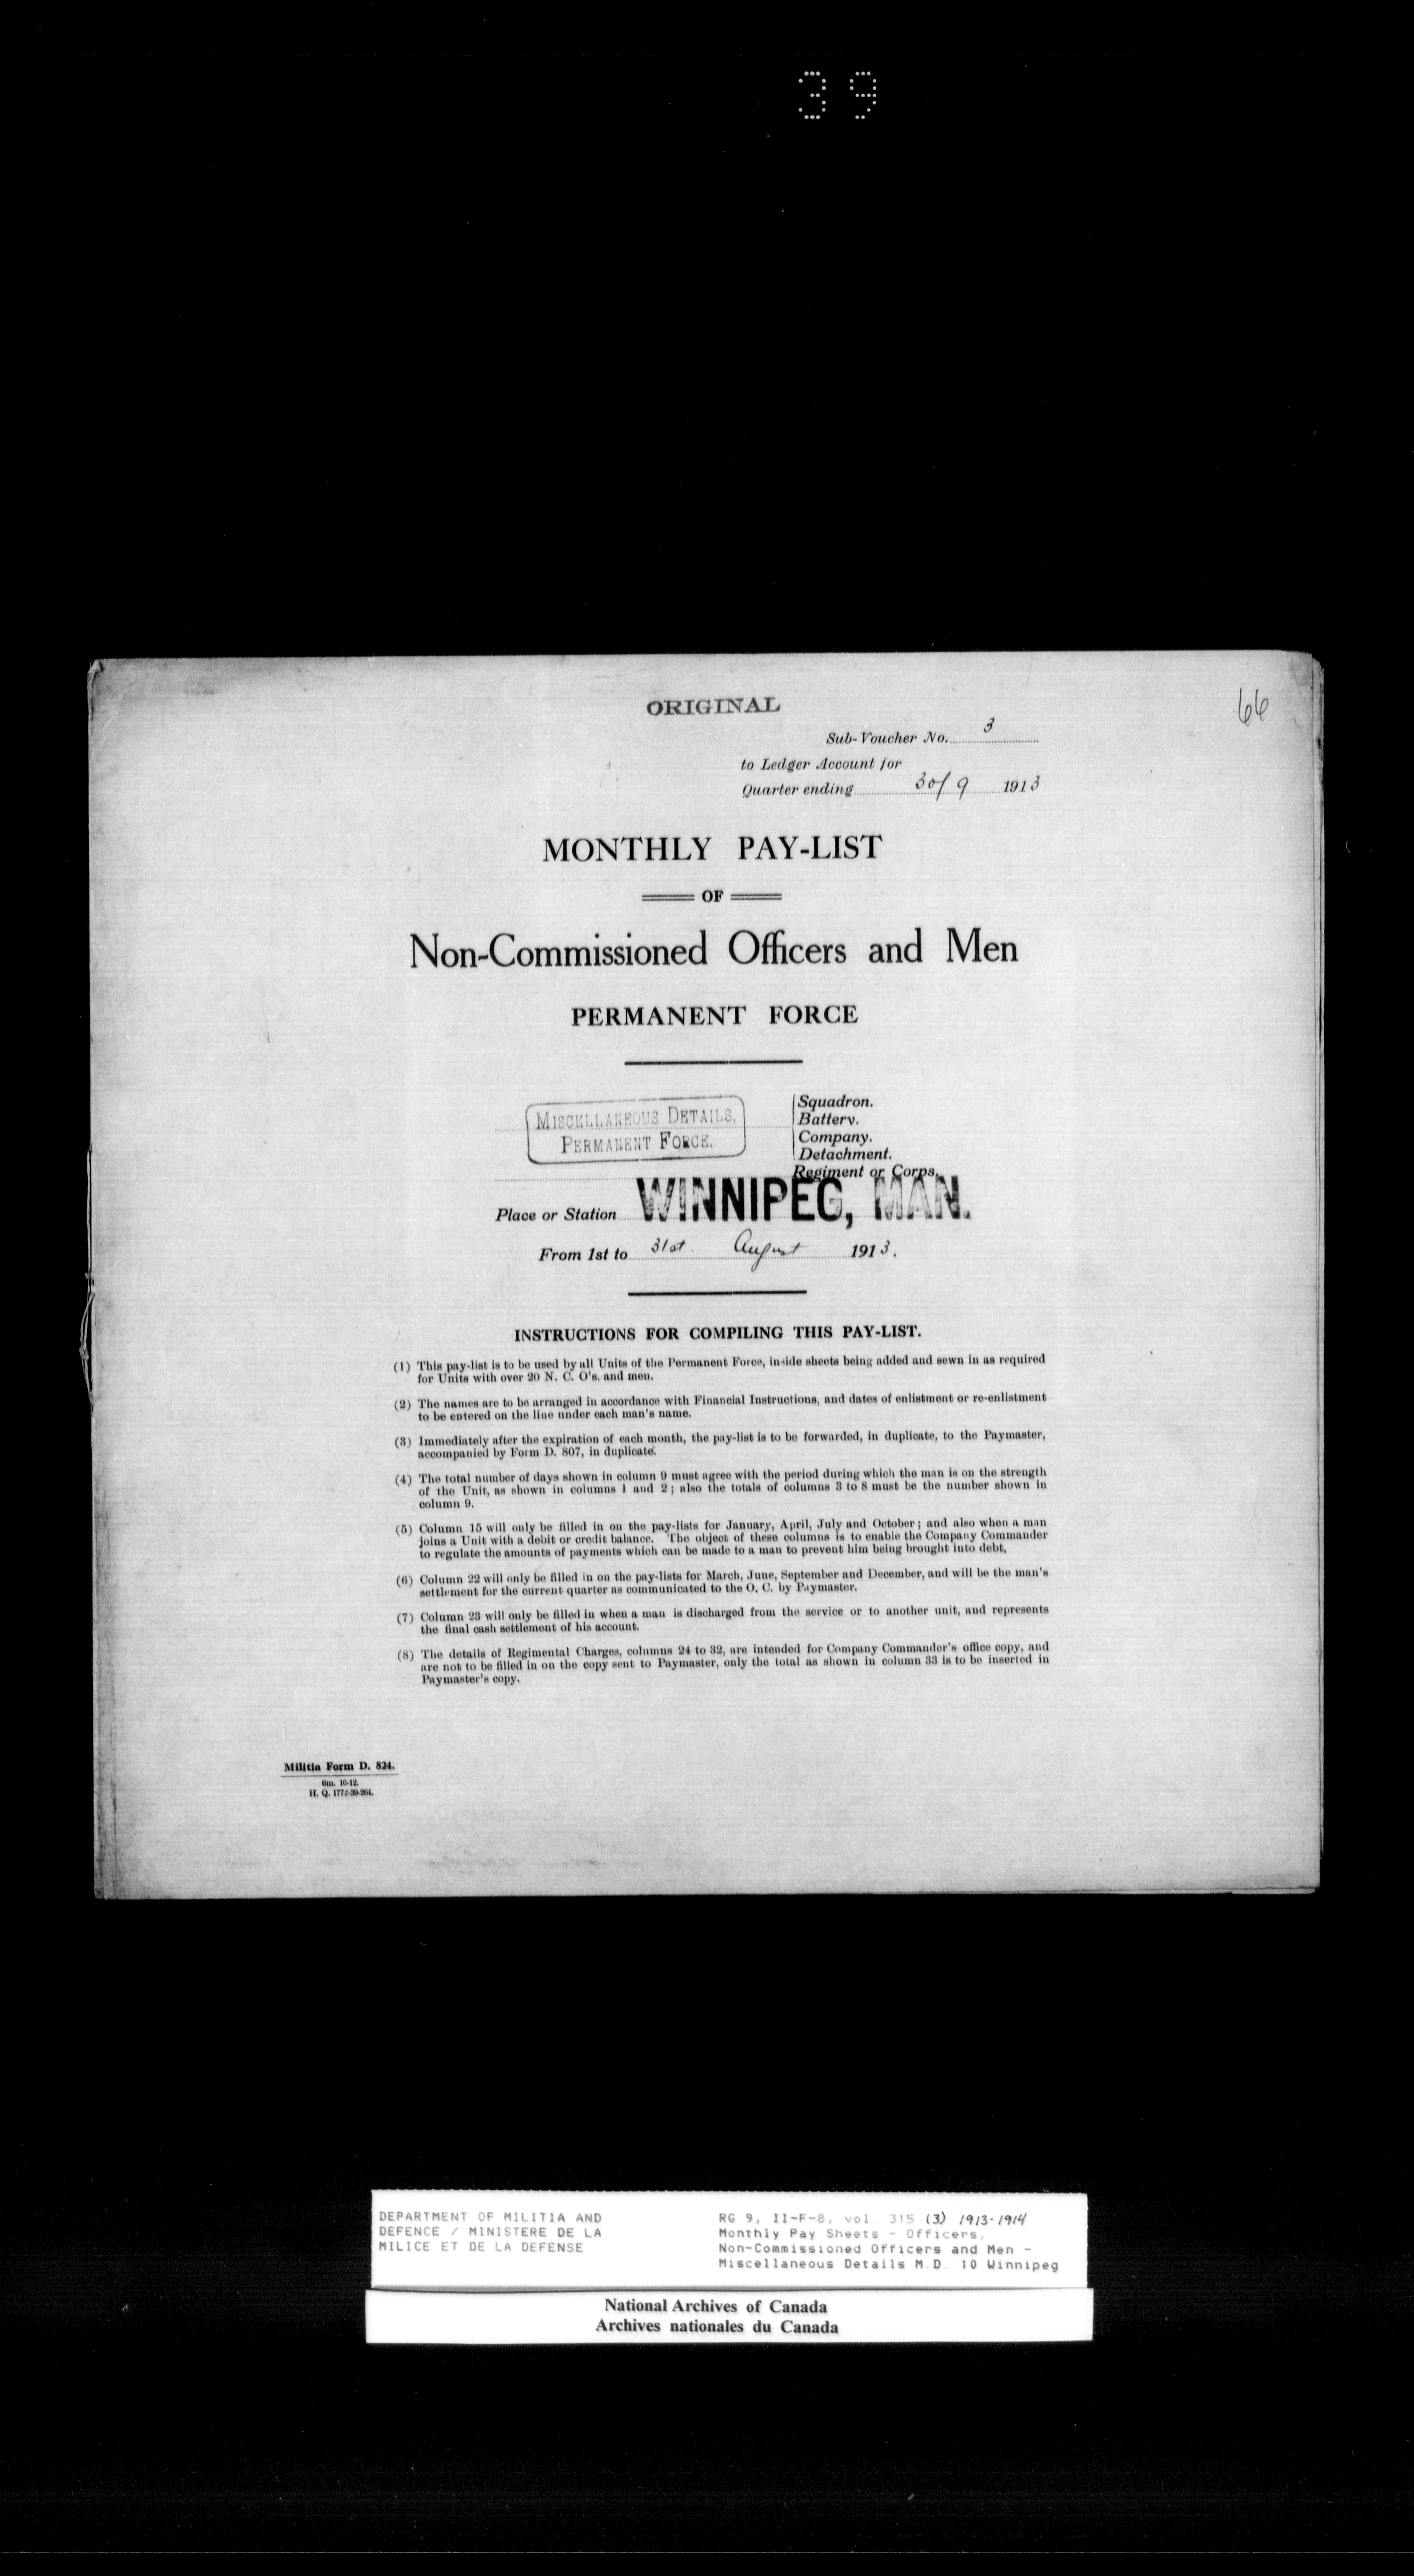 39
66
ORIGINAL
Sub-Voucher No. 3
to Ledger Account for
Quarter ending 30/9 1913
MONTHLY PAY-LIST
OF
Non-Commissioned Officers and Men
PERMANENT FORCE
MISCELLANEOUS DETAILS,
PERMANENT FORCE.
Squadron.
Battery.
Company.
Detachment.
Regiment or Corps.
Place or Station WINNIPEG, MAN.
From 1st to 31st August 1913.
INSTRUCTIONS FOR COMPILING THIS PAY-LIST.
(1) This pay-list is to be used by all Units of the Permanent Force, inside sheets being added and sewn in as required
for Units with over 20 N. C. O's. and men.
(2) The names are to be arranged in accordance with Financial Instructions, and dates of enlistment or re-enlistment
to be entered on the line under each man's name.
(3) Immediately after the expiration of each month, the pay-list is to be forwarded, in duplicate, to the Paymaster,
accompanied by Form D. 807, in duplicate.
(4) The total number of days shown in column 9 must agree with the period during which the man is on the strength
of the Unit, as shown in columns 1 and 2; also the totals of columns 3 to 8 must be the number shown in
column 9.
(5) Column 15 will only be filled in on the pay-lists for January, April, July and October; and also when a man
joins a Unit with a debit or credit balance. The object of these columns is to enable the Company Commander
to regulate the amounts of payments which can be made to a man to prevent him being brought into debt.
(6) Column 22 will only be filled in on the pay-lists for March, June, September and December, and will be the man's
settlement for the current quarter as communicated to the O. C. by Paymaster.
(7) Column 23 will only be filled in when a man is discharged from the service or to another unit, and represents
the final cash settlement of his account.
(8) The details of Regimental Charges, columns 24 to 32, are intended for Company Commander's office copy, and
are not to be filled in on the copy sent to Paymaster, only the total as shown in column 33 is to be inserted in
Paymaster's copy.
Militia Form D. 824.
6m. 10-12.
H. Q. 1772-39-264.
DEPARTMENT OF MILITIA AND
DEFENCE / MINISTERE DE LA
MILICE ET DE LA DEFENSE
RG 9, II-F-8, vol. 315 (3) 1913-1914
Monthly Pay Sheets - Officers,
Non-Commissioned Officers and Men -
Miscellaneous Details M.D. 10 Winnipeg
National Archives of Canada
Archives nationales du Canada